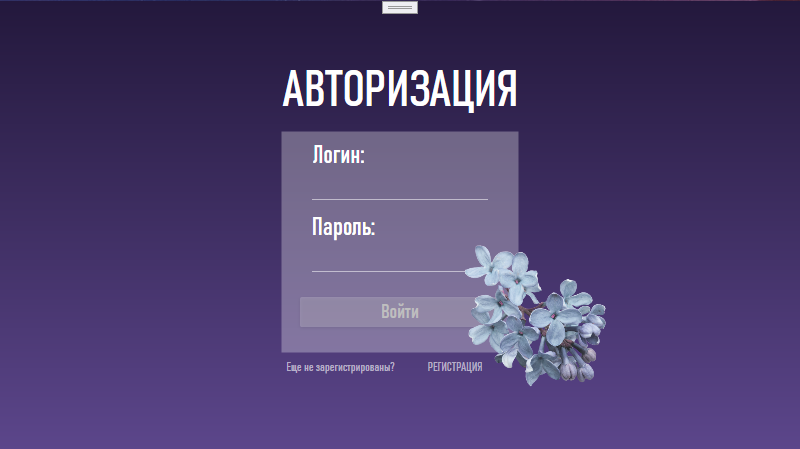 АВТОРИЗАЦИЯ
Логин:
Пароль:
Войти
Еще не зарегистрированы? РЕГИСТРАЦИЯ